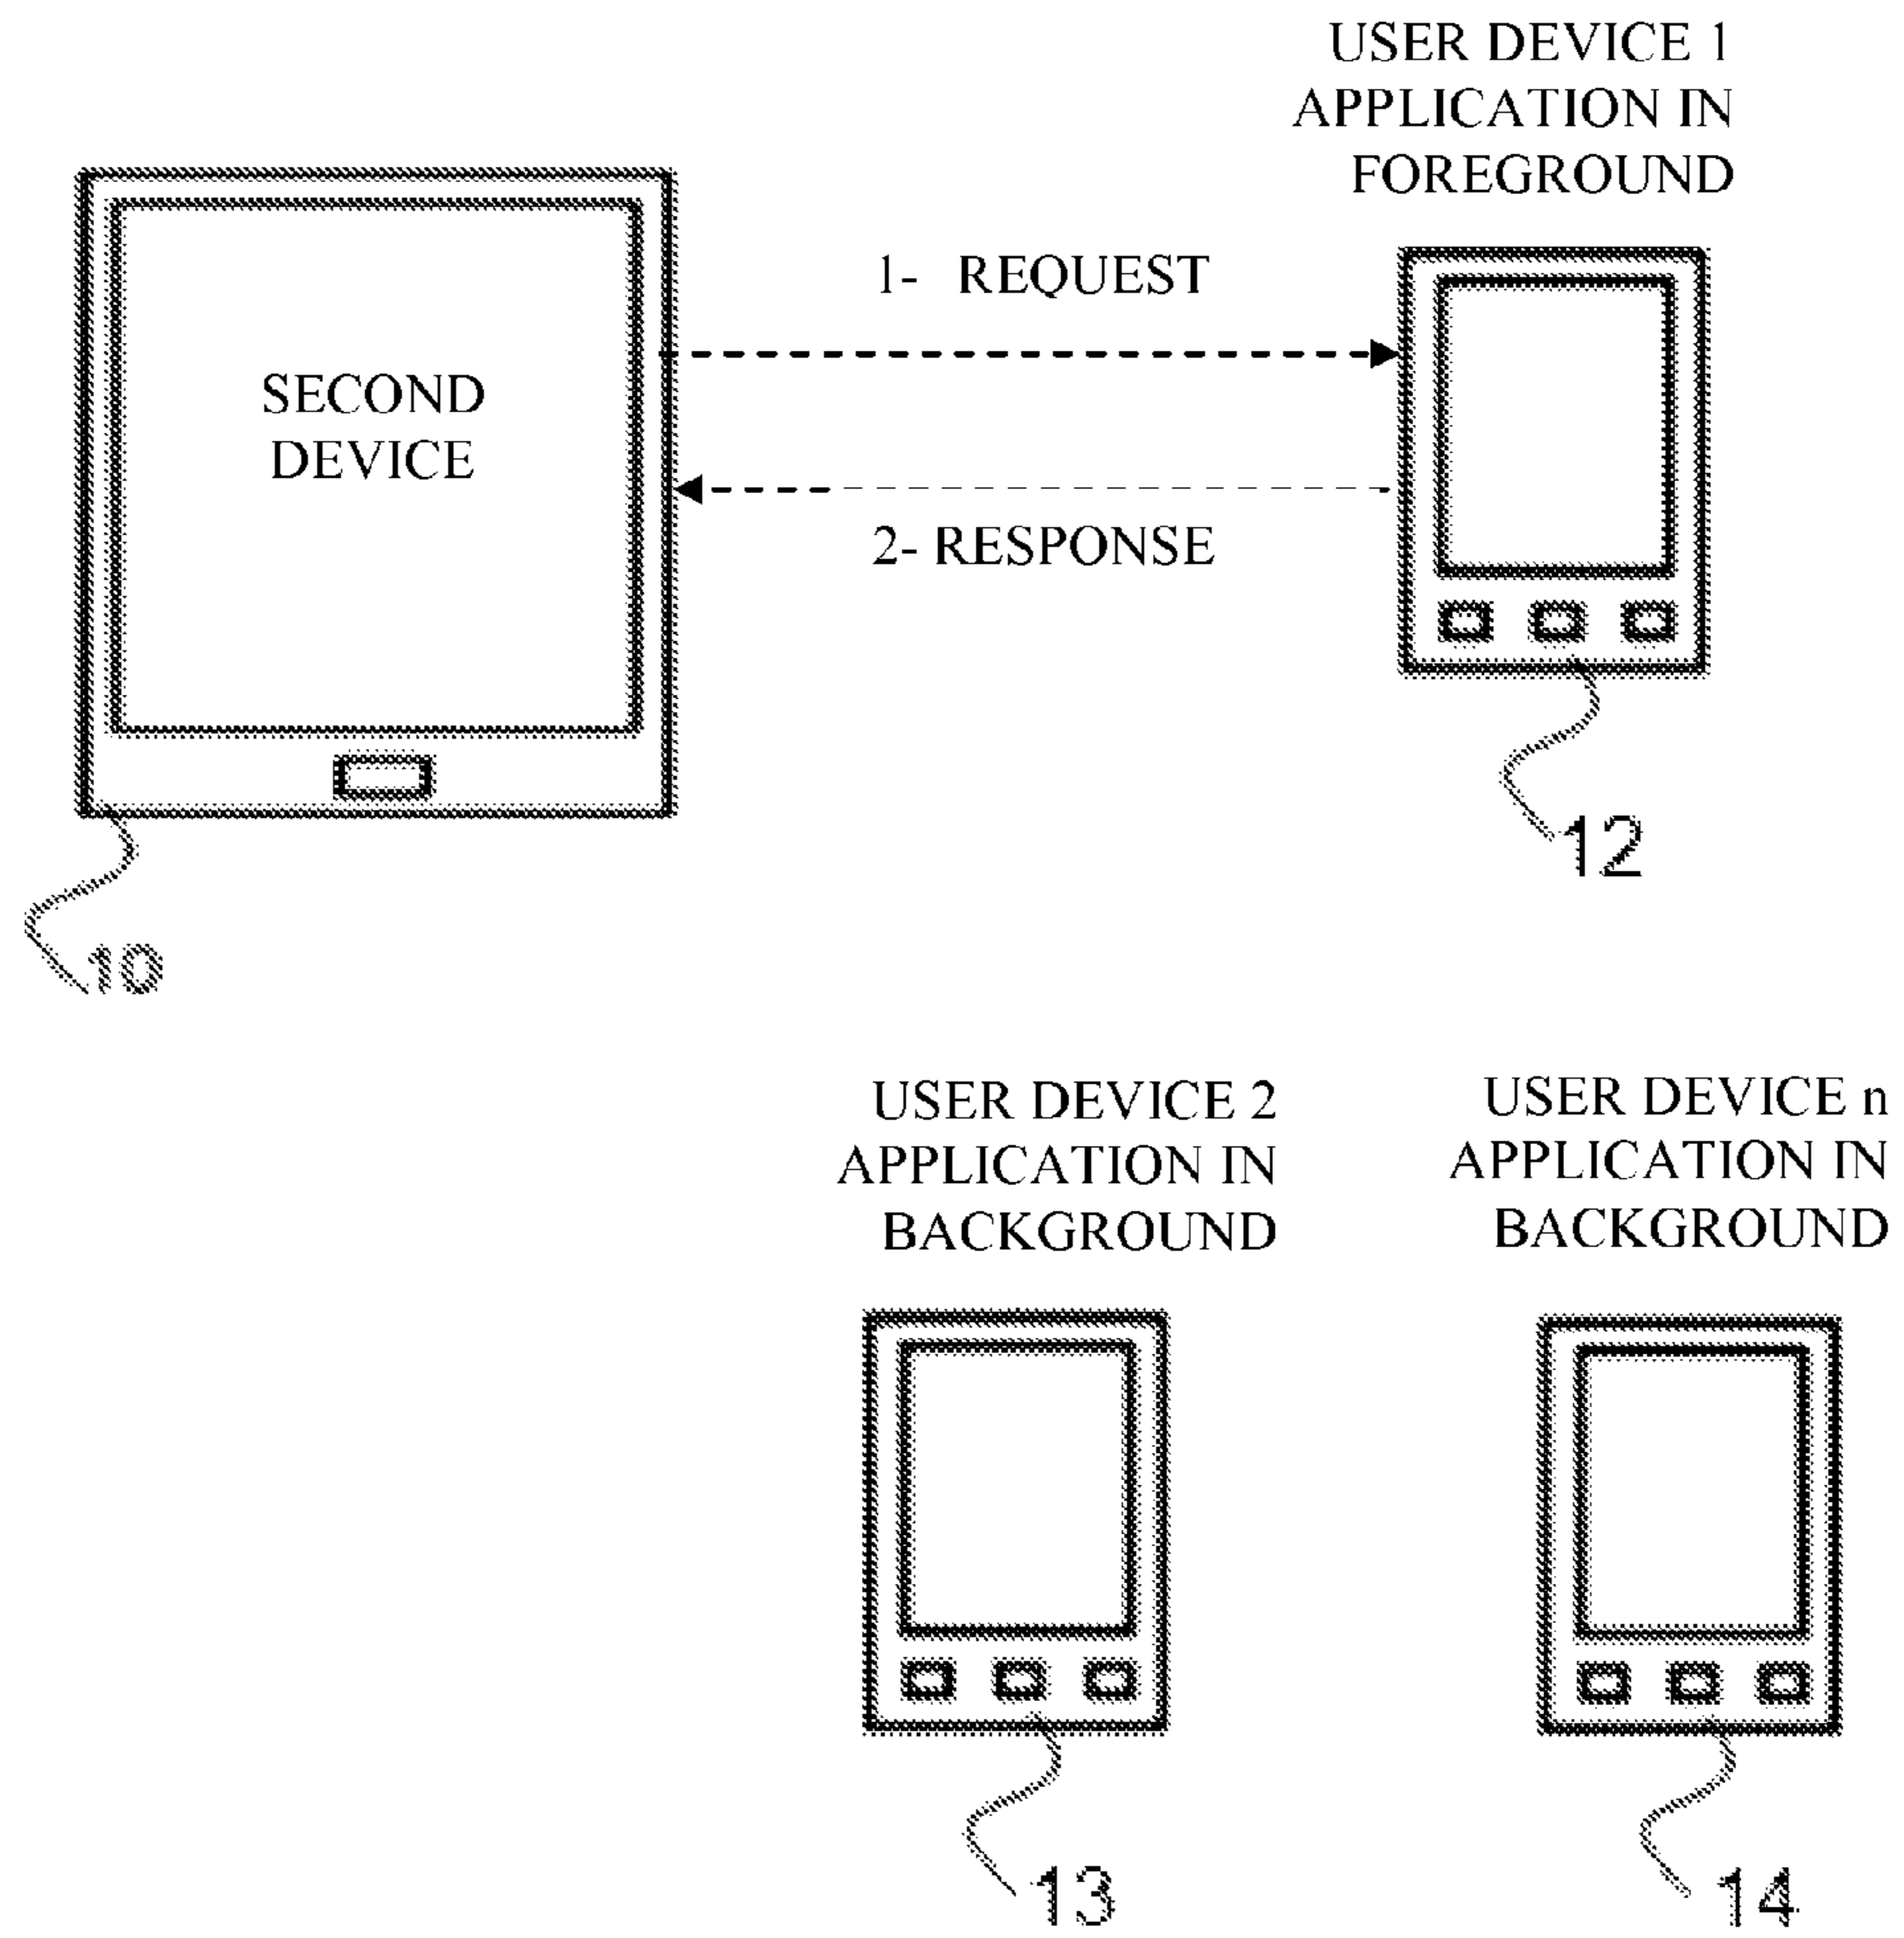 USER DEVICE 1
APPLICATION IN
FOREGROUND
1- REQUEST
SECOND
DEVICE
2- RESPONSE
12
10
USER DEVICE 2
APPLICATION IN
BACKGROUND
USER DEVICE n
APPLICATION IN
BACKGROUND
13
14